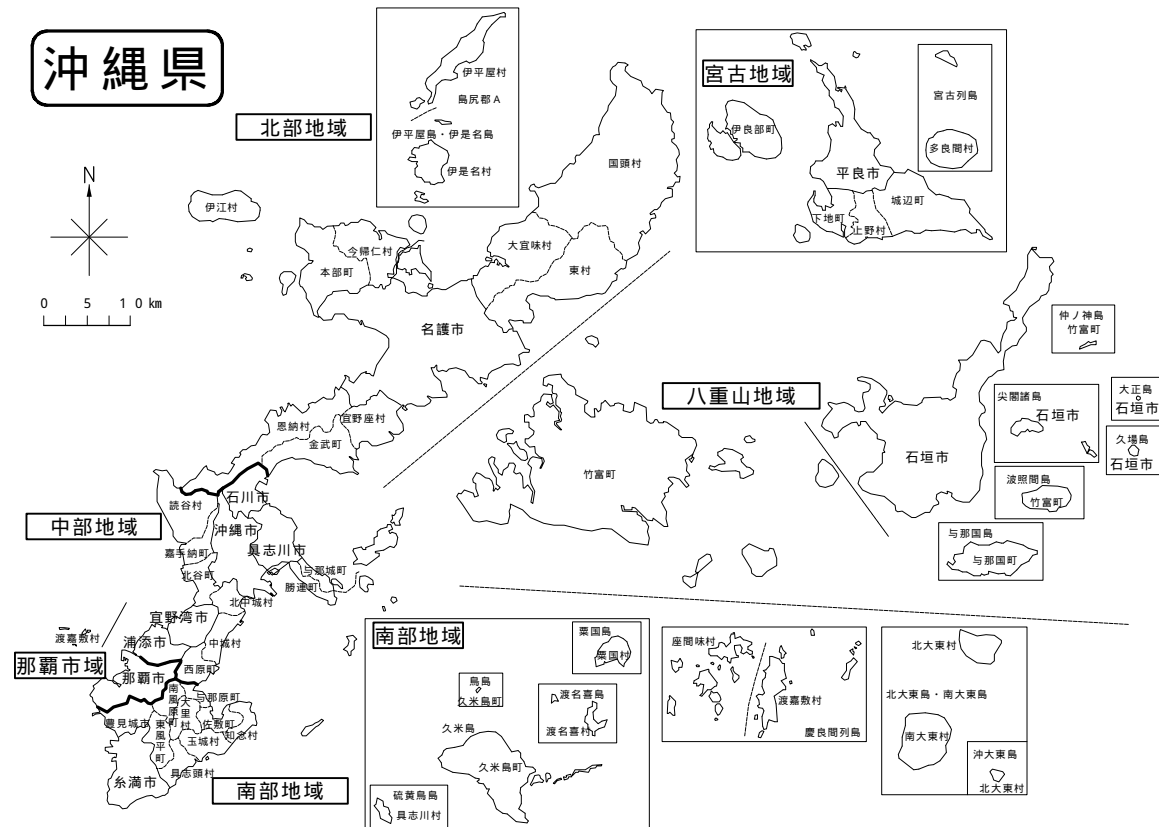 沖縄県
北部地域
伊平屋村
島尻郡A
伊平屋島・伊是名島
伊是名村
国頭村
宮古地域
伊良部町
宮古列島
多良間村
平良市
城辺町
下地町
上野村
N
伊江村
0 5 10km
今帰仁村
本部町
大宜味村
東村
名護市
仲ノ神島
竹富町
八重山地域
大正島
石垣市
尖閣諸島
石垣市
久場島
石垣市
石垣市
竹富町
波照間島
竹富町
与那国島
与那国町
恩納村
宜野座村
金武町
中部地域
読谷村
石川市
沖縄市
具志川市
嘉手納町
北谷町
与那城町
勝連町
北中城村
宜野湾市
中城村
浦添市
渡嘉敷村
那覇市域
那覇市
西原町
南風原町
与那原町
大里村
佐敷町
知念村
豊見城市
東風平町
玉城村
具志頭村
糸満市
南部地域
南部地域
粟国島
粟国村
鳥島
久米島町
渡名喜島
渡名喜村
久米島
久米島町
硫黄鳥島
具志川村
座間味村
渡嘉敷村
慶良間列島
北大東村
北大東島・南大東島
南大東村
沖大東島
北大東村